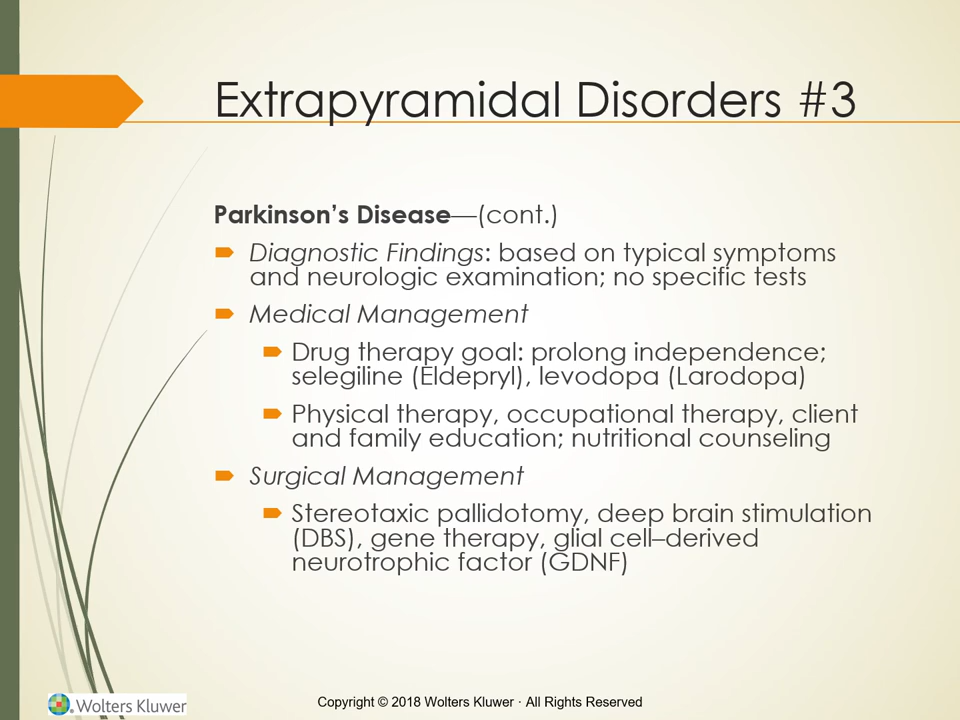 Extrapyramidal Disorders #3
Parkinson's Disease—(cont.)
Diagnostic Findings: based on typical symptoms
and neurologic examination; no specific tests
Medical Management
Drug therapy goal: prolong independence;
selegiline (Eldepryl), levodopa (Larodopa)
Physical therapy, occupational therapy, client
and family education; nutritional counseling
Surgical Management
Stereotaxic pallidotomy, deep brain stimulation
(DBS), gene therapy, glial cell–derived
neurotrophic factor (GDNF)
Wolters Kluwer
Copyright © 2018 Wolters Kluwer · All Rights Reserved